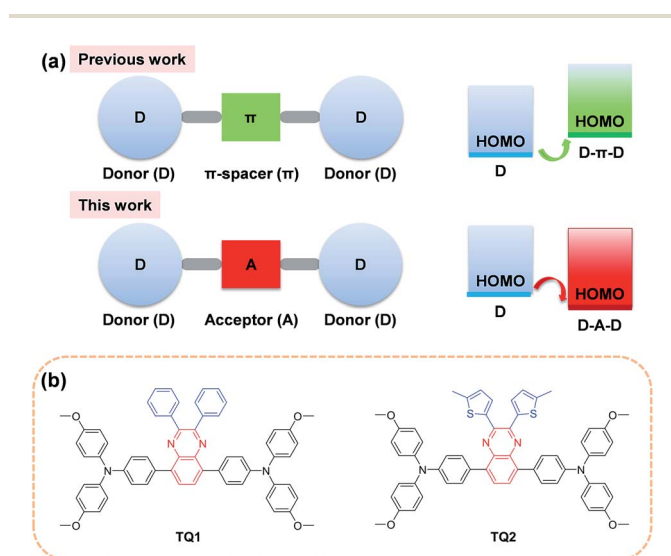 (a) Previous work
D π D HOMO HOMO
Donor (D) π-spacer (π) Donor (D) D D-π-D
This work
D A D HOMO HOMO
Donor (D) Acceptor (A) Donor (D) D D-A-D
(b)
O O S S O O
N N N N
N N N N
O O O O
TQ1 TQ2